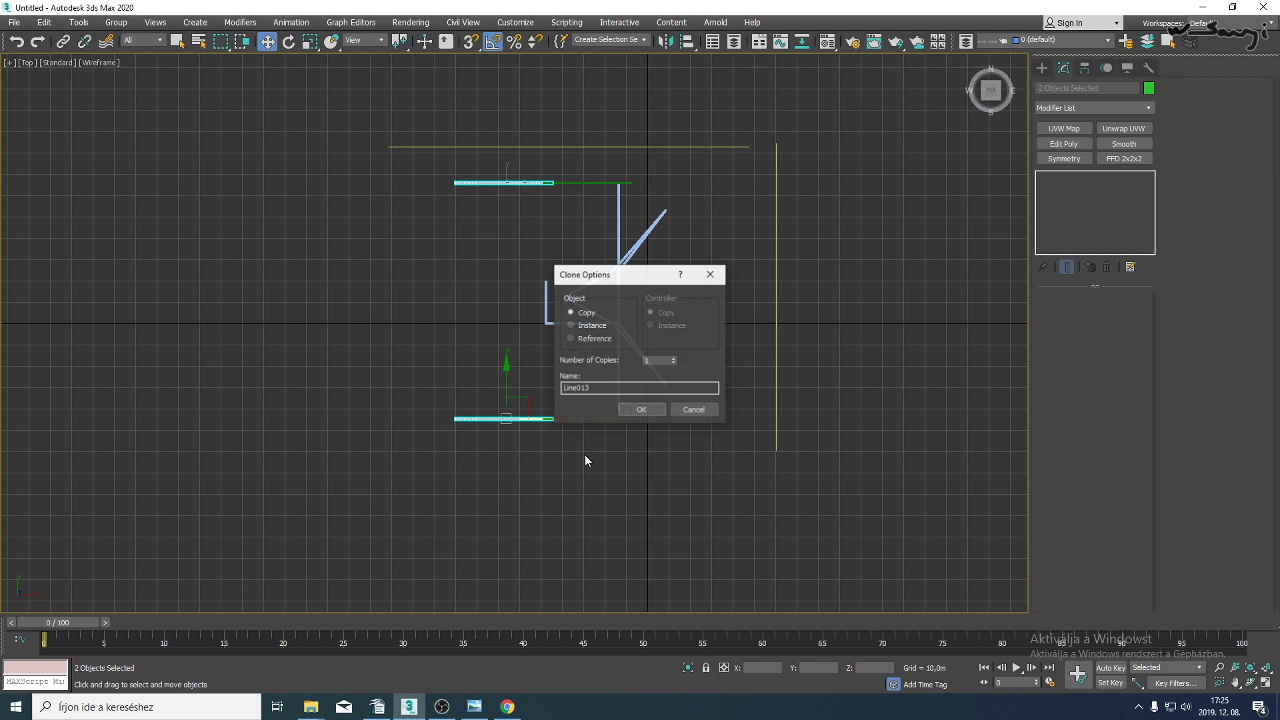 Untitled - Autodesk 3ds Max 2020
File Edit Tools Group Views Create Modifiers Animation Graph Editors Rendering Civil View Customize Scripting Interactive Content Arnold Help
Sign In Workspaces: Defa
All View Create Selection Se 0 (default)
[+] [Top] [Standard] [Wireframe]
N
W TOP E
S
2 Objects Selected
Modifier List
UVW Map Unwrap UVW
Edit Poly Smooth
Symmetry FFD 2x2x2
Clone Options ?
Object Controller
Copy Copy
Instance Instance
Reference
Number of Copies: 1
Name:
Line013
OK Cancel
y
y
0 / 100
0 5 10 15 20 25 30 35 40 45 50 55 60 65 70 75 80 85 90 95 100
Aktiválja a Windowst
Aktiválja a Windows rendszert a Gépházban.
2 Objects Selected X: Y: Z: Grid = 10,0m Auto Key Selected
MAXScript Mi Click and drag to select and move objects Add Time Tag 0 Set Key Key Filters...
Írjon ide a kereséshez
17:25
2019. 12. 08.